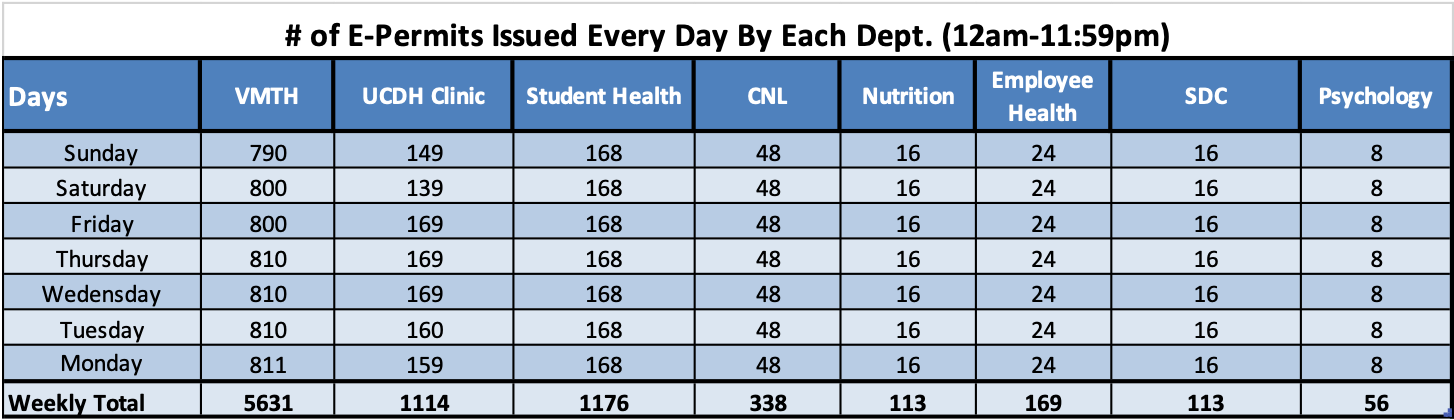 # of E-Permits Issued Every Day By Each Dept. (12am-11:59pm)
Days VMTH UCDH Clinic Student Health CNL Nutrition Employee Health SDC Psychology
Sunday 790 149 168 48 16 24 16 8
Saturday 800 139 168 48 16 24 16 8
Friday 800 169 168 48 16 24 16 8
Thursday 810 169 168 48 16 24 16 8
Wedensday 810 169 168 48 16 24 16 8
Tuesday 810 160 168 48 16 24 16 8
Monday 811 159 168 48 16 24 16 8
Weekly Total 5631 1114 1176 338 113 169 113 56